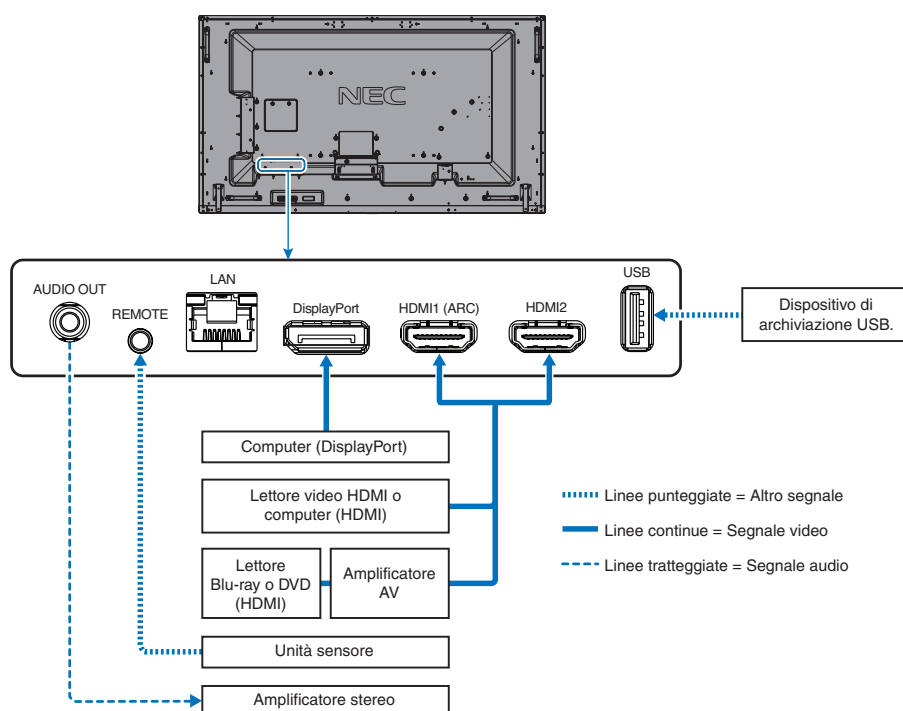 NEC
AUDIO OUT
REMOTE
LAN
DisplayPort
HDMI1 (ARC)
HDMI2
USB
Dispositivo di
archiviazione USB.
Computer (DisplayPort)
Lettore video HDMI o
computer (HDMI)
Lettore
Blu-ray o DVD
(HDMI)
Amplificatore
AV
Unità sensore
Amplificatore stereo
Linee punteggiate = Altro segnale
Linee continue = Segnale video
Linee tratteggiate = Segnale audio